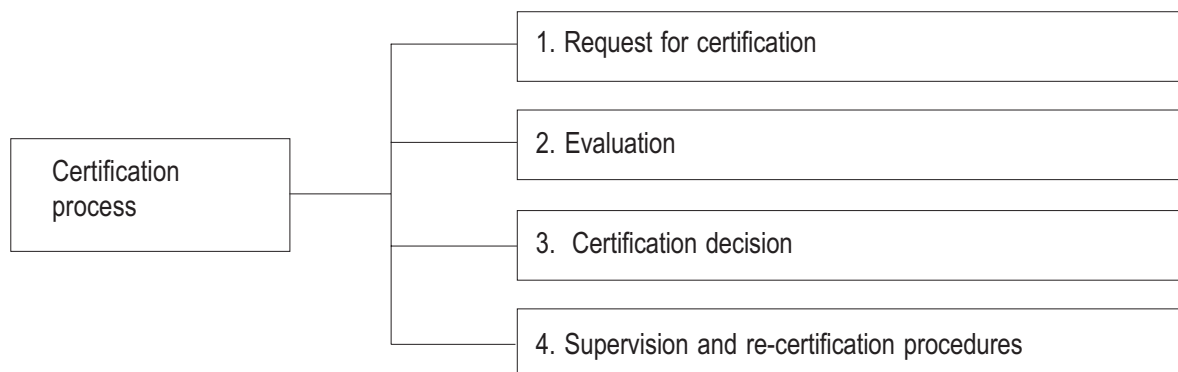 1. Request for certification
2. Evaluation
Certification
process
3. Certification decision
4. Supervision and re-certification procedures